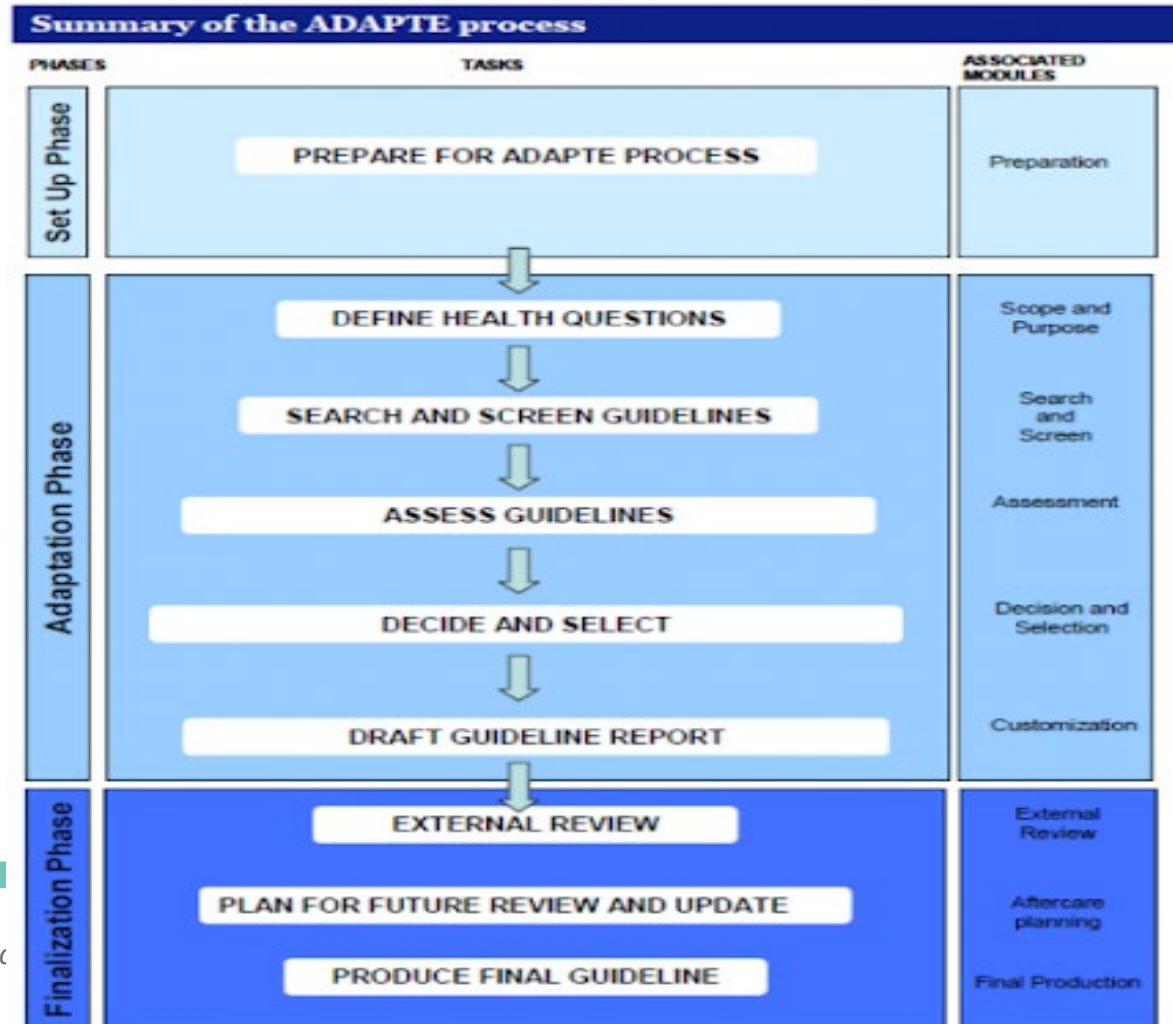 Summary of the ADAPTE process
PHASES
TASKS
ASSOCIATED
MODULES
Set Up Phase
PREPARE FOR ADAPTE PROCESS
Preparation
Adaptation Phase
DEFINE HEALTH QUESTIONS
Scope and
Purpose
SEARCH AND SCREEN GUIDELINES
Search
and
Screen
ASSESS GUIDELINES
Assessment
DECIDE AND SELECT
Decision and
Selection
DRAFT GUIDELINE REPORT
Customization
Finalization Phase
EXTERNAL REVIEW
External
Review
PLAN FOR FUTURE REVIEW AND UPDATE
Aftercare
planning
PRODUCE FINAL GUIDELINE
Final Production